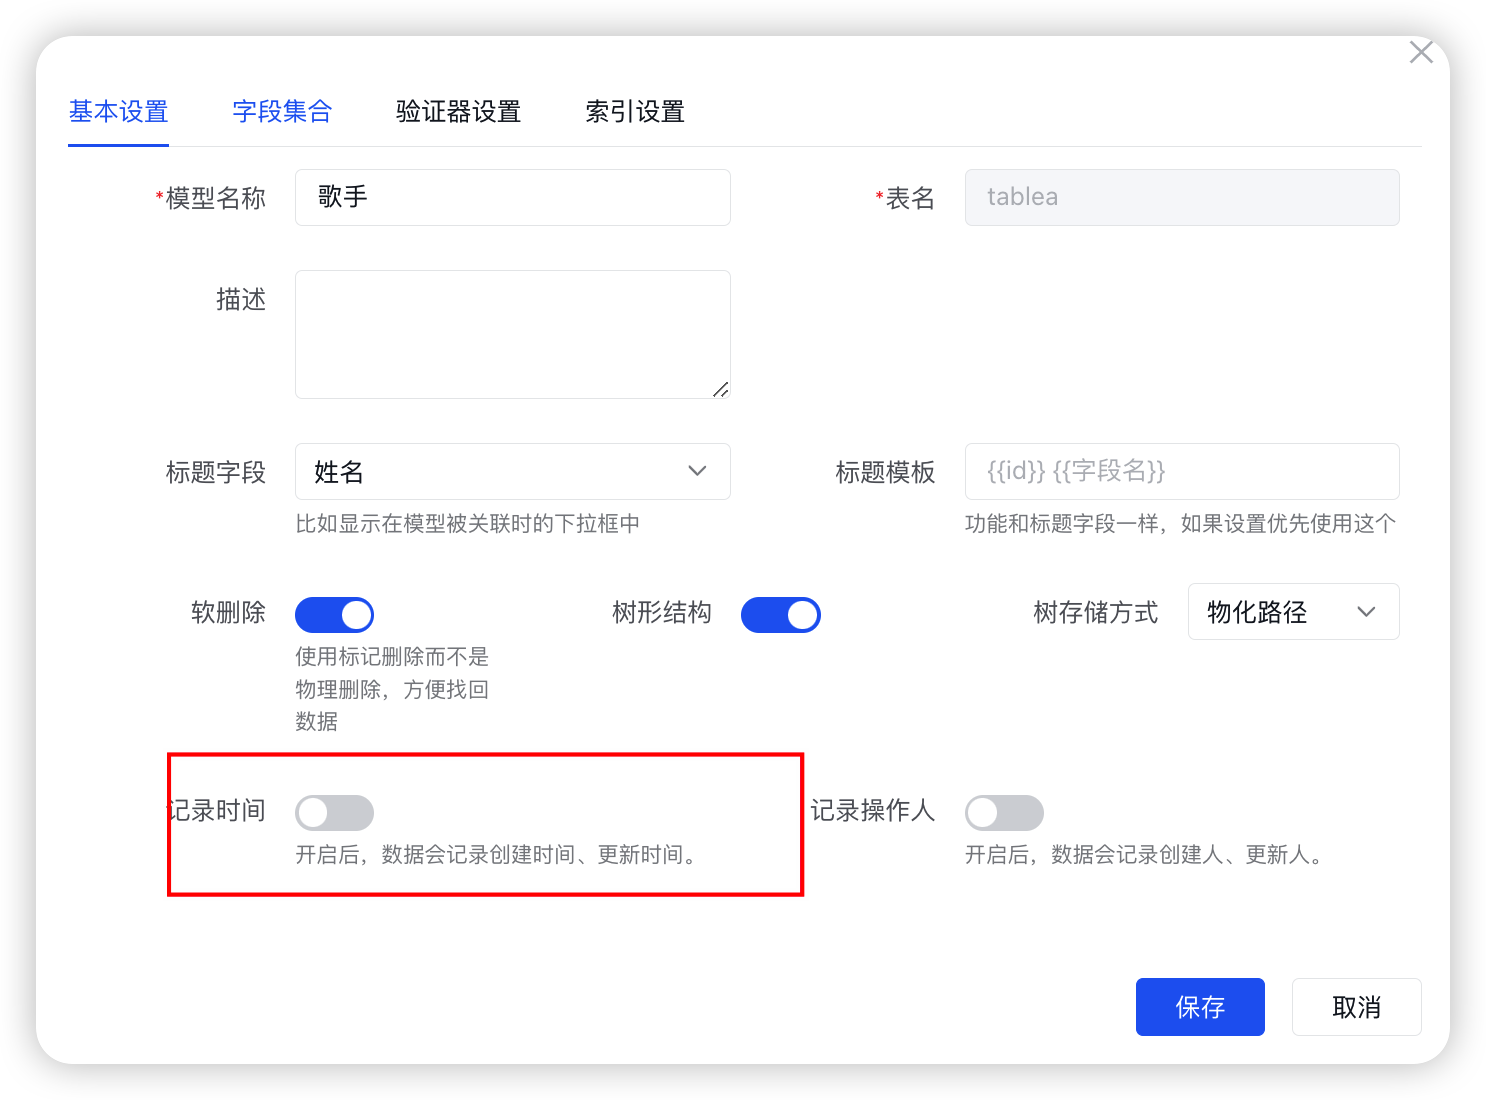 基本设置 字段集合 验证器设置 索引设置
*模型名称 歌手 *表名 tablea
描述
标题字段 姓名 标题模板 {{id}} {{字段名}}
比如显示在模型被关联时的下拉框中 功能和标题字段一样，如果设置优先使用这个
软删除 树形结构 树存储方式 物化路径
使用标记删除而不是
物理删除，方便找回
数据
记录时间 记录操作人
开启后，数据会记录创建时间、更新时间。 开启后，数据会记录创建人、更新人。
保存 取消